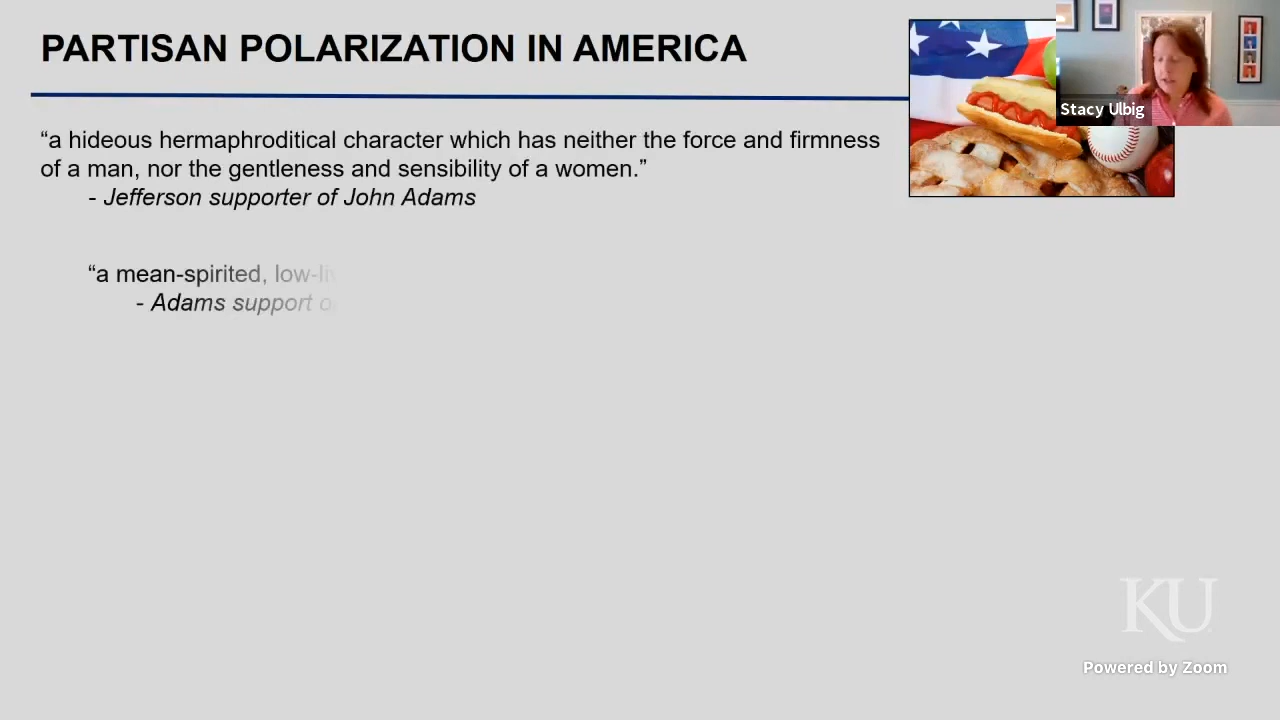 PARTISAN POLARIZATION IN AMERICA
Stacy Ulbig
“a hideous hermaphroditical character which has neither the force and firmness
of a man, nor the gentleness and sensibility of a women.”
- Jefferson supporter of John Adams
“a mean-spirited,
- Adams support
KU
Powered by Zoom